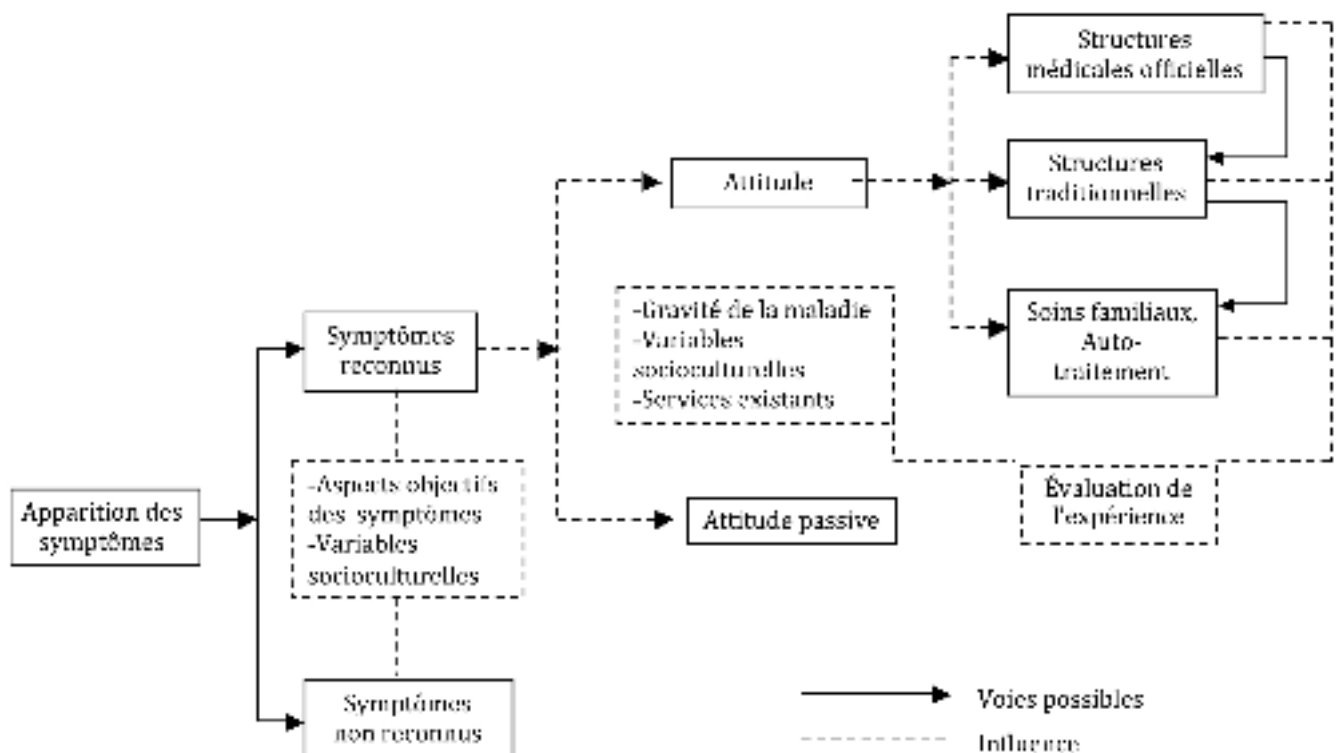 Structures
médicales officielles
Attitude
Structures
traditionnelles
-Gravité de la maladie
-Variables
socioculturelles
-Services existants
Soins familiaux,
Auto-
traitement
Symptômes
reconnus
-Aspects objectifs
des symptômes
-Variables
socioculturelles
Apparition des
symptômes
Attitude passive
Évaluation de
l'expérience
Symptômes
non reconnus
Voies possibles
Influence